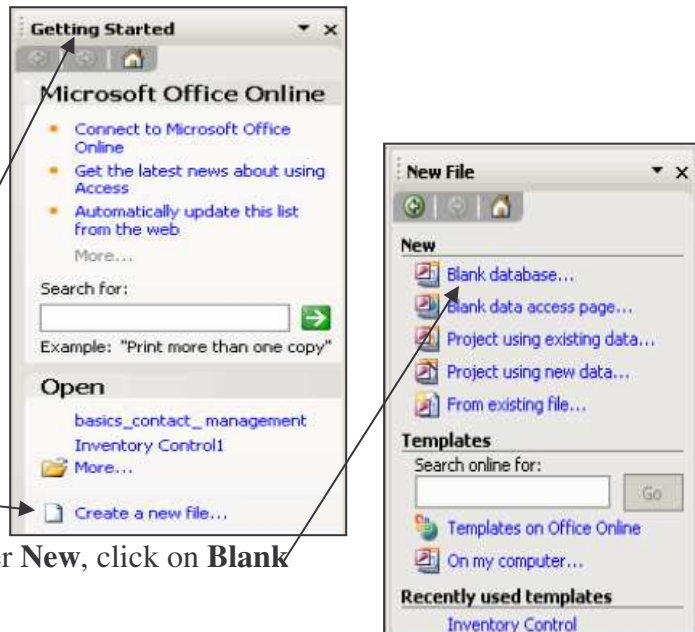 Getting Started
Microsoft Office Online
Connect to Microsoft Office
Online
Get the latest news about using
Access
Automatically update this list
from the web
More...
Search for:
Example: "Print more than one copy"
Open
basics_contact_ management
Inventory Control1
More...
Create a new file...
er New, click on Blank
New File
New
Blank database...
Blank data access page...
Project using existing data...
Project using new data...
From existing file...
Templates
Search online for:
Go
Templates on Office Online
On my computer...
Recently used templates
Inventory Control